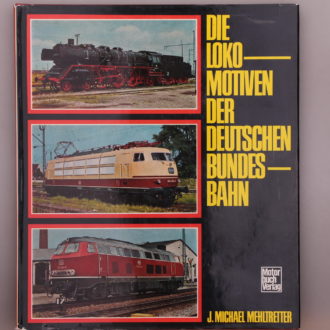 DIE
LOKO—
MOTIVEN
DER
DEUTSCHEN
BUNDES—
BAHN
Motor
buch
Verlag
J. MICHAEL MEHLTRETTER